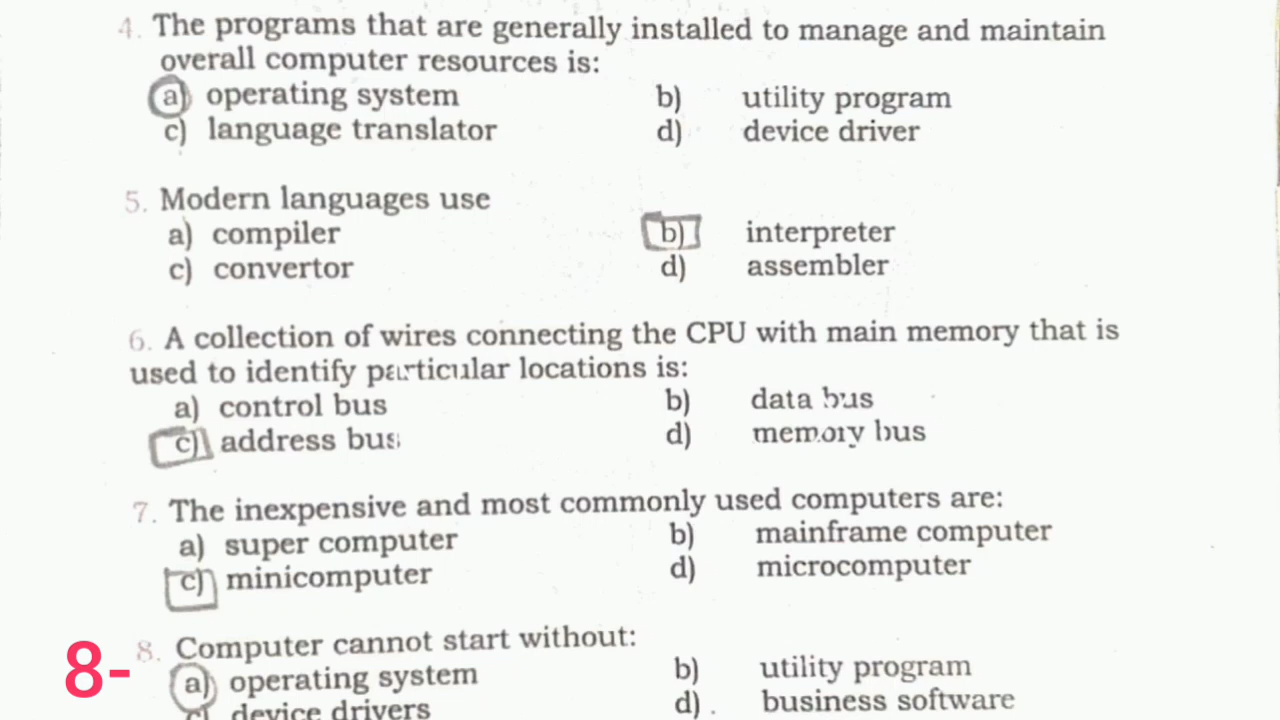 4. The programs that are generally installed to manage and maintain
overall computer resources is:
a) operating system b) utility program
c) language translator d) device driver
5. Modern languages use
a) compiler b) interpreter
c) convertor d) assembler
6. A collection of wires connecting the CPU with main memory that is
used to identify particular locations is:
a) control bus b) data bus
c) address bus d) memory bus
7. The inexpensive and most commonly used computers are:
a) super computer b) mainframe computer
c) minicomputer d) microcomputer
8- 8. Computer cannot start without:
a) operating system b) utility program
c) device drivers d) business software